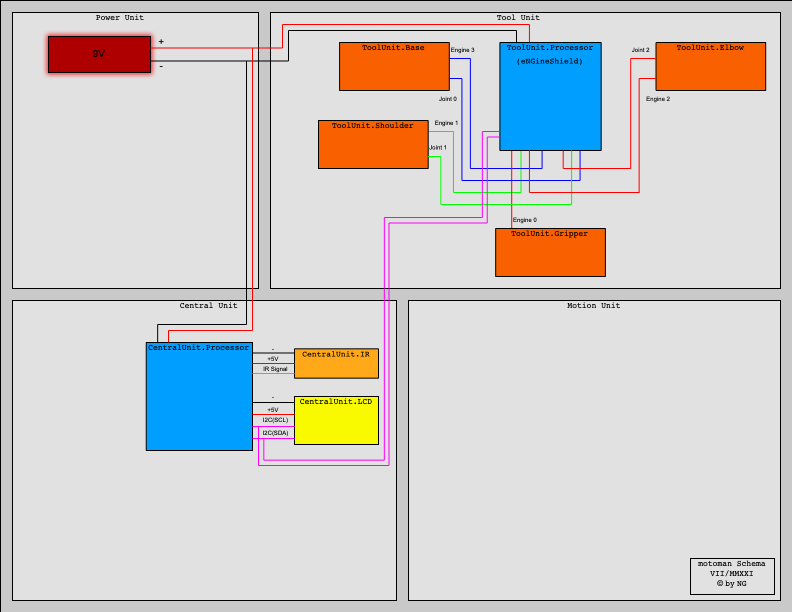 Power Unit
9V
+
-
Tool Unit
ToolUnit.Base
Engine 3
Joint 0
ToolUnit.Processor
(eNGineShield)
Joint 2
ToolUnit.Elbow
Engine 2
ToolUnit.Shoulder
Engine 1
Joint 1
Engine 0
ToolUnit.Gripper
Central Unit
CentralUnit.Processor
-
+5V
IR Signal
CentralUnit.IR
-
+5V
I2C(SCL)
I2C(SDA)
CentralUnit.LCD
Motion Unit
motoman Schema
VII/MMXXI
© by NG